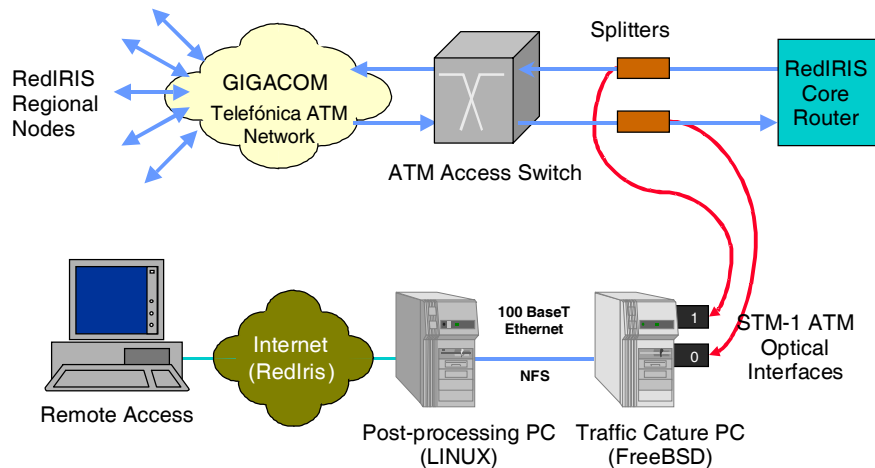 Splitters
RedIRIS
Regional
Nodes
GIGACOM
Telefónica ATM
Network
RedIRIS
Core
Router
ATM Access Switch
100 BaseT
Ethernet
NFS
1
0
STM-1 ATM
Optical
Interfaces
Internet
(RedIris)
Remote Access
Post-processing PC
(LINUX)
Traffic Cature PC
(FreeBSD)